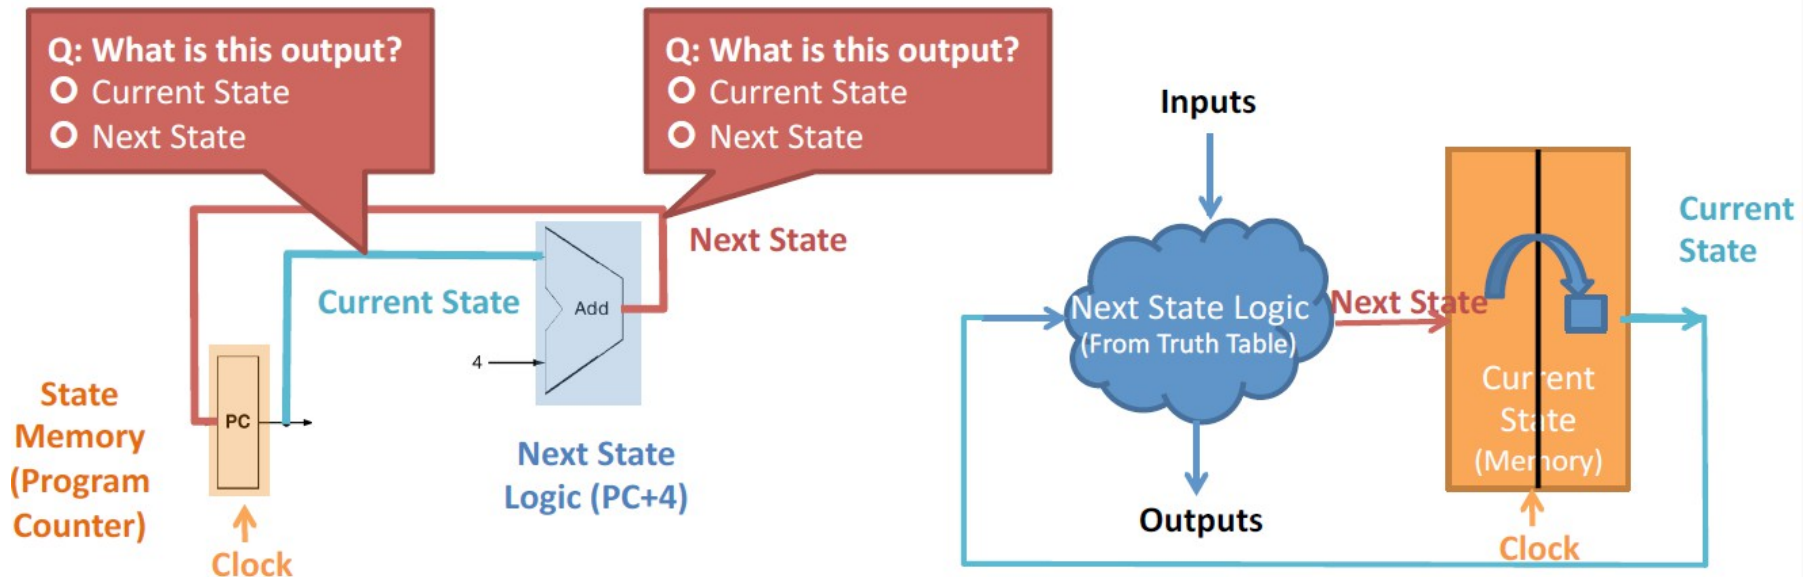 Q: What is this output?
Current State
Next State
Q: What is this output?
Current State
Next State
Next State
Current State
Add
4
PC
State
Memory
(Program
Counter)
Clock
Next State
Logic (PC+4)
Inputs
Next State Logic
(From Truth Table)
Outputs
Next State
Current
State
(Memory)
Clock
Current
State